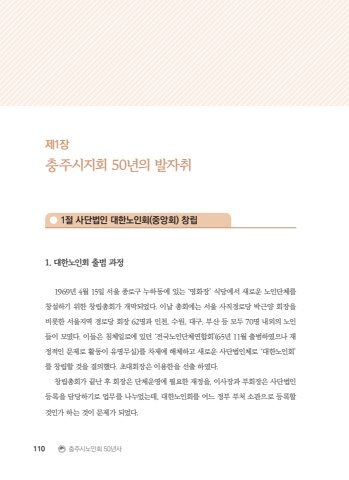 제1장
충주시지회 50년의 발자취
1절 사단법인 대한노인회(중앙회) 창립
1. 대한노인회 출범 과정
1969년 4월 15일 서울 종로구 누하동에 있는 '명화장' 식당에서 새로운 노인단체를
창설하기 위한 창립총회가 개막되었다. 이날 총회에는 서울 사직경로당 박근양 회장을
비롯한 서울지역 경로당 회장 62명과 인천, 수원, 대구, 부산 등 모두 70명 내외의 노인
들이 모였다. 이들은 침체일로에 있던 '전국노인단체연합회'(65년 11월 출범하였으나 재
정적인 문제로 활동이 유명무실)를 차제에 해체하고 새로운 사단법인체로 '대한노인회'
를 창립할 것을 결의했다. 초대회장은 이용한을 선출 하였다.
창립총회가 끝난 후 회장은 단체운영에 필요한 재정을, 이사장과 부회장은 사단법인
등록을 담당하기로 업무를 나누었는데, 대한노인회를 어느 정부 부처 소관으로 등록할
것인가 하는 것이 문제가 되었다.
110 충주시노인회 50년사